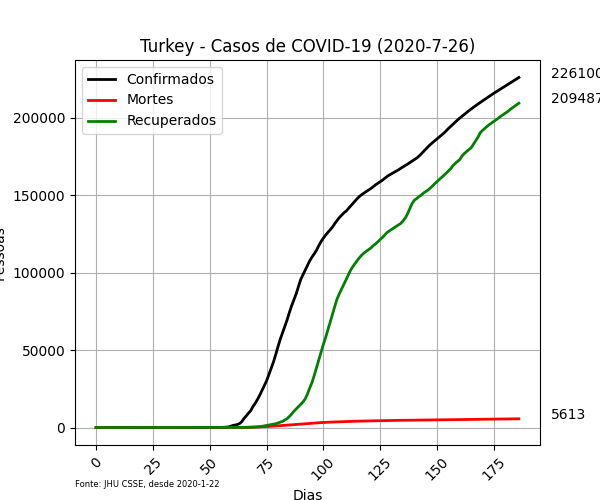 Turkey - Casos de COVID-19 (2020-7-26)
Confirmados
Mortes
Recuperados
226100
209487
5613
200000
150000
100000
50000
0
0 25 50 75 100 125 150 175
Dias
Fonte: JHU CSSE, desde 2020-1-22